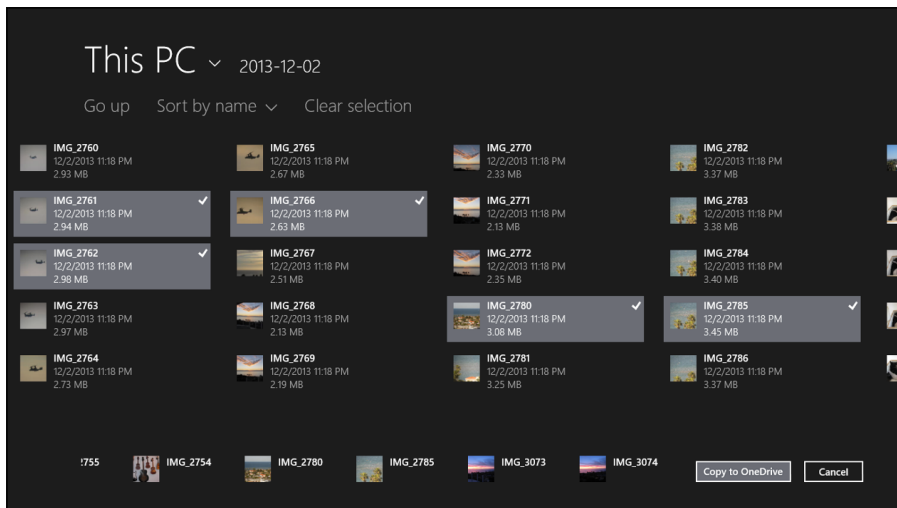 This PC 2013-12-02
Go up Sort by name Clear selection
IMG_2760
12/2/2013 11:18 PM
2.93 MB
IMG_2761
12/2/2013 11:18 PM
2.94 MB
IMG_2762
12/2/2013 11:18 PM
2.98 MB
IMG_2763
12/2/2013 11:18 PM
2.97 MB
IMG_2764
12/2/2013 11:18 PM
2.73 MB
IMG_2765
12/2/2013 11:18 PM
2.67 MB
IMG_2766
12/2/2013 11:18 PM
2.63 MB
IMG_2767
12/2/2013 11:18 PM
2.51 MB
IMG_2768
12/2/2013 11:18 PM
2.13 MB
IMG_2769
12/2/2013 11:18 PM
2.19 MB
IMG_2770
12/2/2013 11:18 PM
2.33 MB
IMG_2771
12/2/2013 11:18 PM
2.13 MB
IMG_2772
12/2/2013 11:18 PM
2.35 MB
IMG_2780
12/2/2013 11:18 PM
3.08 MB
IMG_2781
12/2/2013 11:18 PM
3.25 MB
IMG_2782
12/2/2013 11:18 PM
3.37 MB
IMG_2783
12/2/2013 11:18 PM
3.38 MB
IMG_2784
12/2/2013 11:18 PM
3.40 MB
IMG_2785
12/2/2013 11:18 PM
3.45 MB
IMG_2786
12/2/2013 11:18 PM
3.37 MB
755 IMG_2754 IMG_2780 IMG_2785 IMG_3073 IMG_3074 Copy to OneDrive Cancel